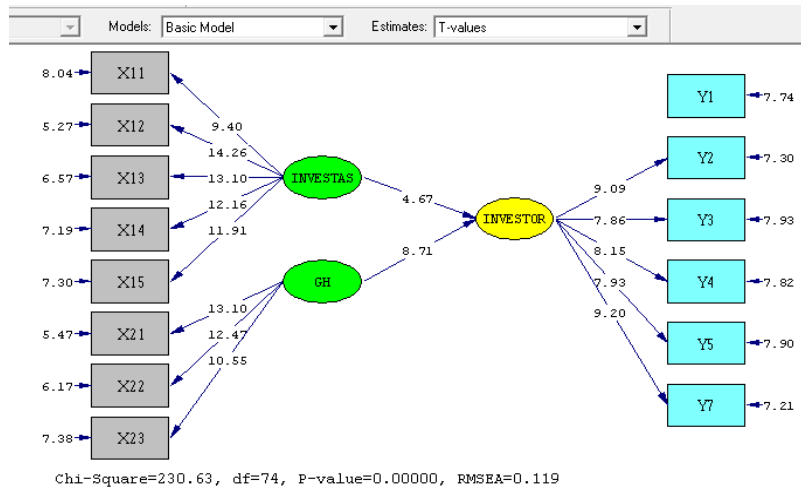 Models: Basic Model Estimates: T-values
8.04 X11
5.27 X12
6.57 X13
7.19 X14
7.30 X15
5.47 X21
6.17 X22
7.38 X23
9.40
14.26
13.10
12.16
11.91
13.10
12.47
10.55
INVESTAS
GH
4.67
8.71
INVESTOR
9.09
7.86
8.15
7.93
9.20
Y1 7.74
Y2 7.30
Y3 7.93
Y4 7.82
Y5 7.90
Y7 7.21
Chi-Square=230.63, df=74, P-value=0.00000, RMSEA=0.119